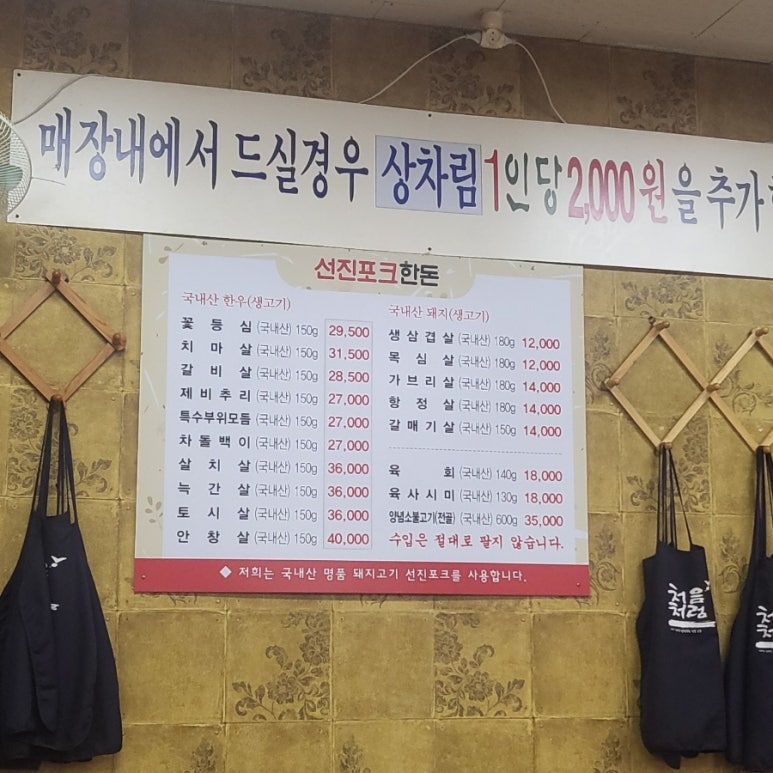 매장내에서 드실경우 상차림 1인당 2,000원을 추가
선진포크한돈
국내산 한우(생고기)
꽃등심 (국내산) 150g 29,500
치마살 (국내산) 150g 31,500
갈비살 (국내산) 150g 28,500
제비추리 (국내산) 150g 27,000
특수부위모듬 (국내산) 150g 27,000
차돌백이 (국내산) 150g 27,000
살치살 (국내산) 150g 36,000
늑간살 (국내산) 150g 36,000
토시살 (국내산) 150g 36,000
안창살 (국내산) 150g 40,000
국내산 돼지(생고기)
생삼겹살 (국내산) 180g 12,000
목심살 (국내산) 180g 12,000
가브리살 (국내산) 180g 14,000
항정살 (국내산) 180g 14,000
갈매기살 (국내산) 150g 14,000
육회 (국내산) 140g 18,000
육사시미 (국내산) 130g 18,000
양념소불고기(전골) (국내산) 600g 35,000
수입은 절대로 팔지 않습니다.
◆ 저희는 국내산 명품 돼지고기 선진포크를 사용합니다.
처음
처럼